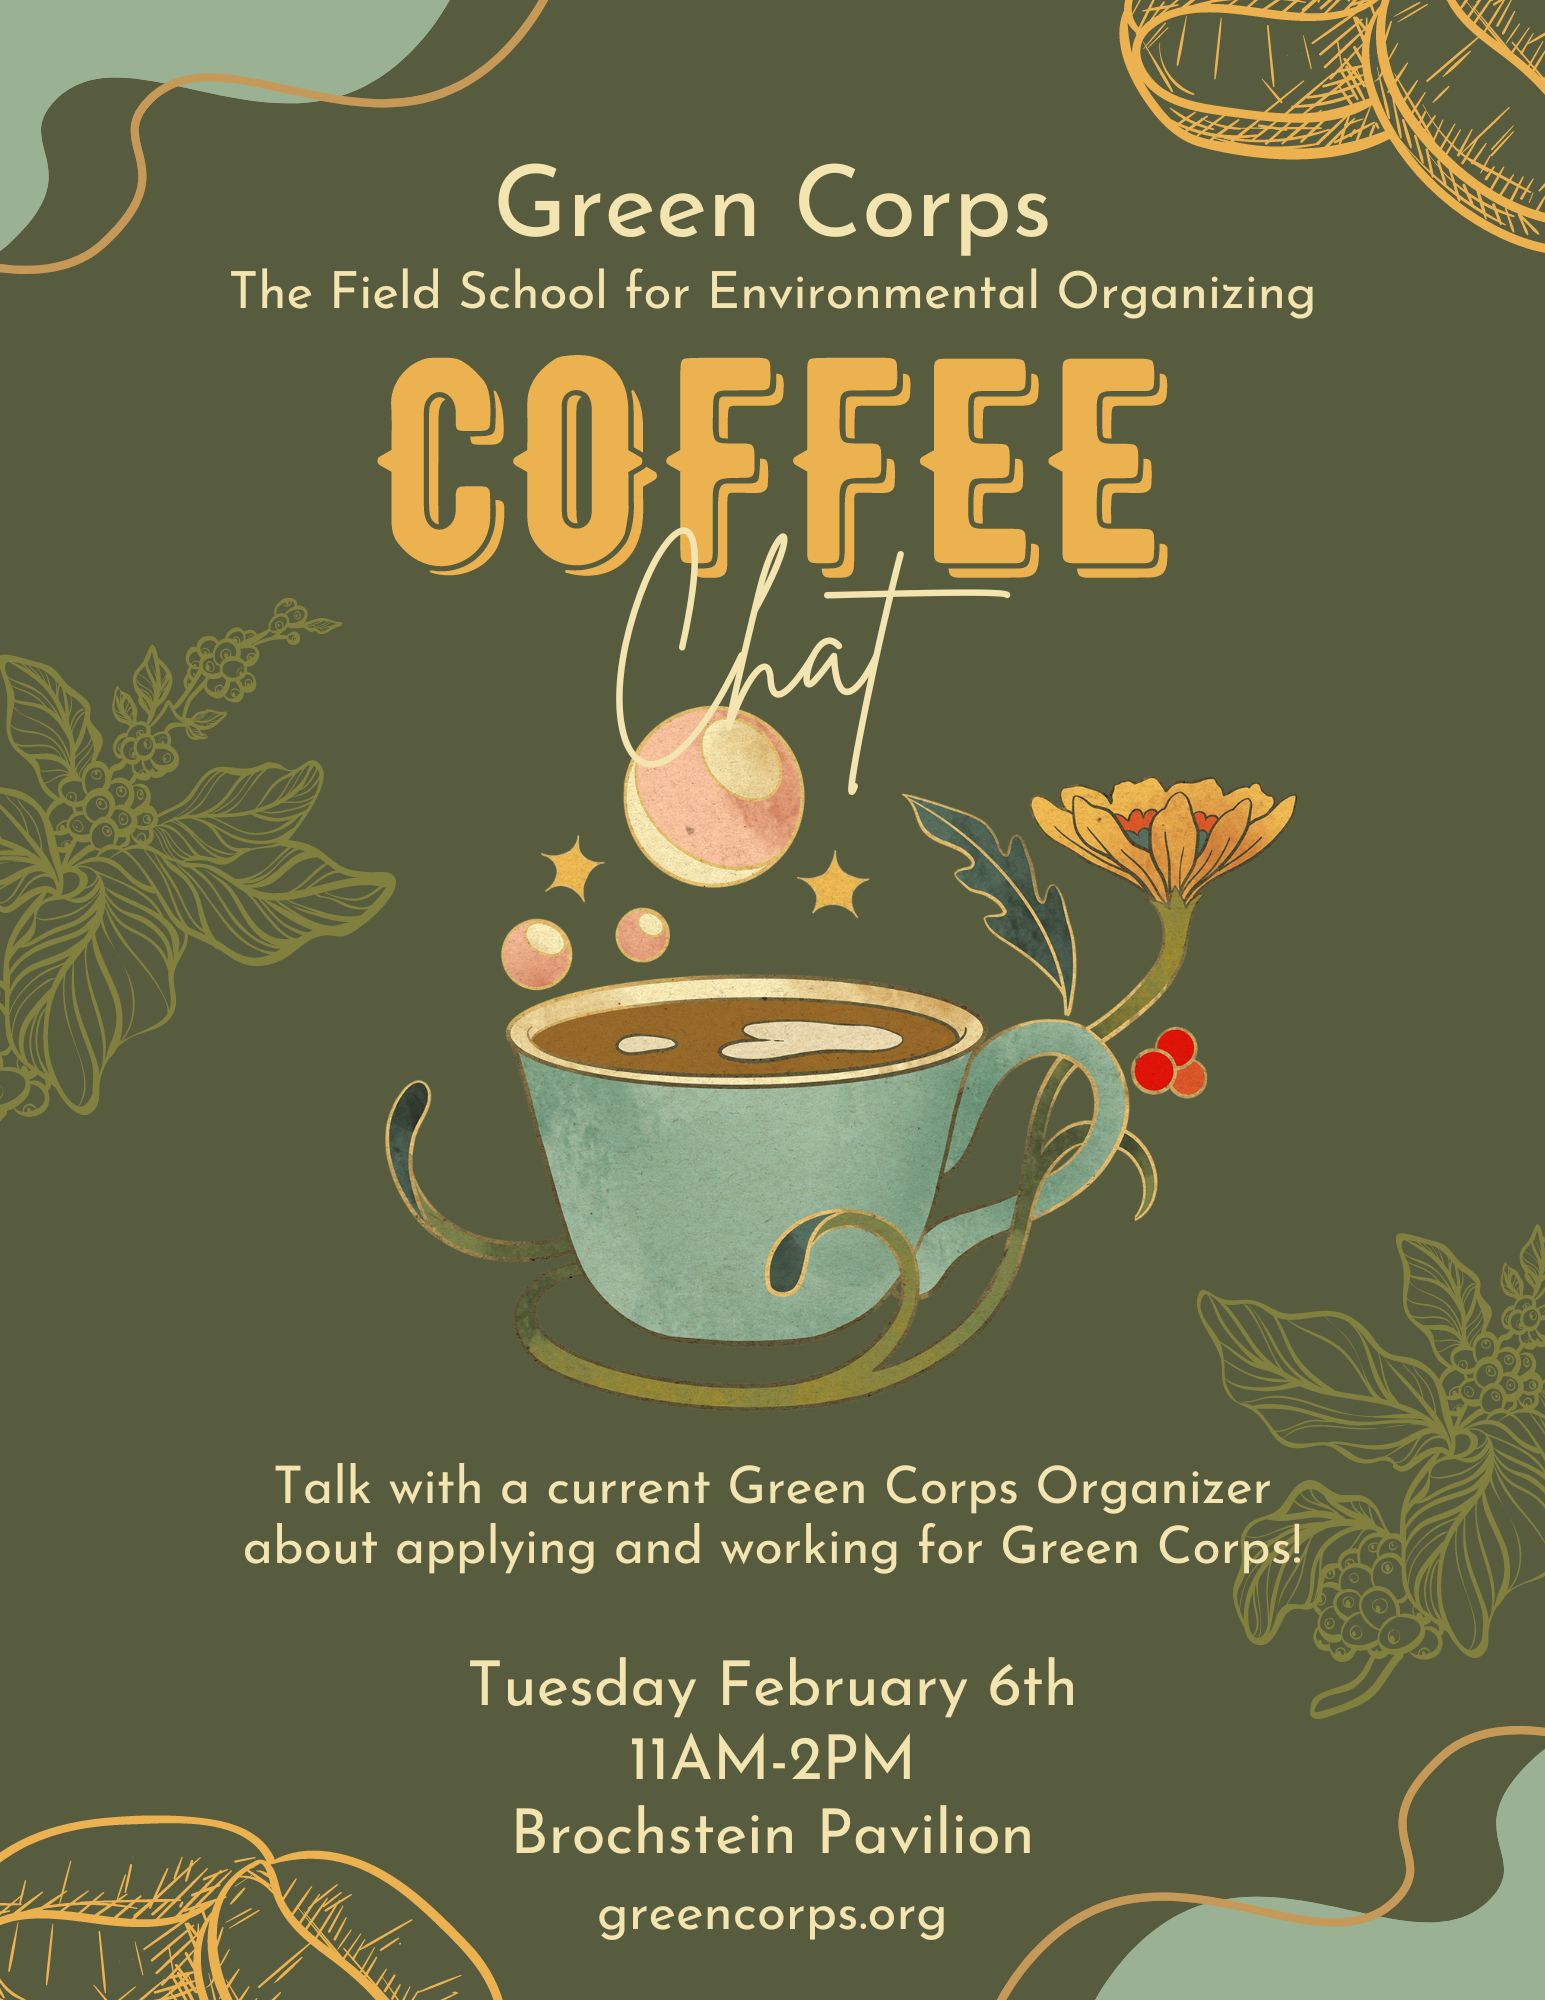 Green Corps
The Field School for Environmental Organizing
COFFEE
Chat
Talk with a current Green Corps Organizer
about applying and working for Green Corps!
Tuesday February 6th
11AM-2PM
Brochstein Pavilion
greencorps.org